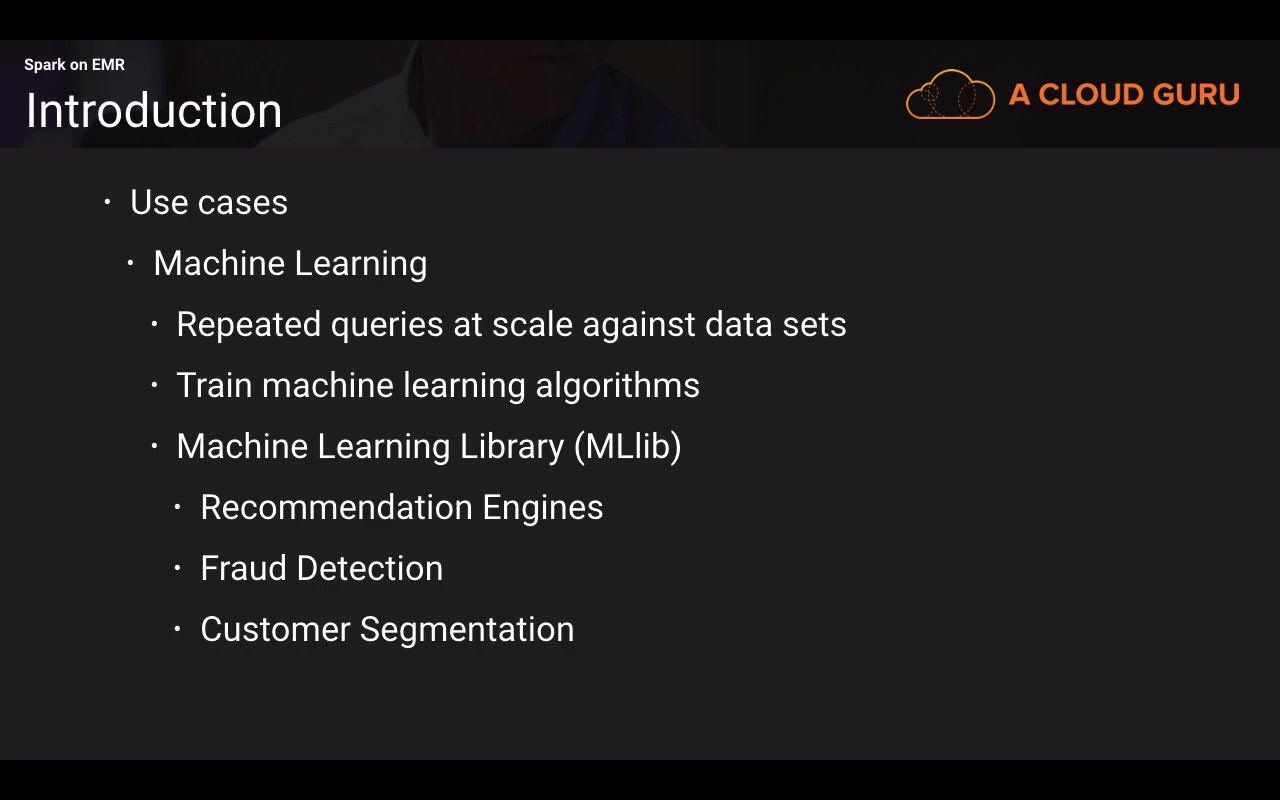 Spark on EMR
Introduction
A CLOUD GURU
• Use cases
• Machine Learning
• Repeated queries at scale against data sets
• Train machine learning algorithms
• Machine Learning Library (MLlib)
• Recommendation Engines
• Fraud Detection
• Customer Segmentation